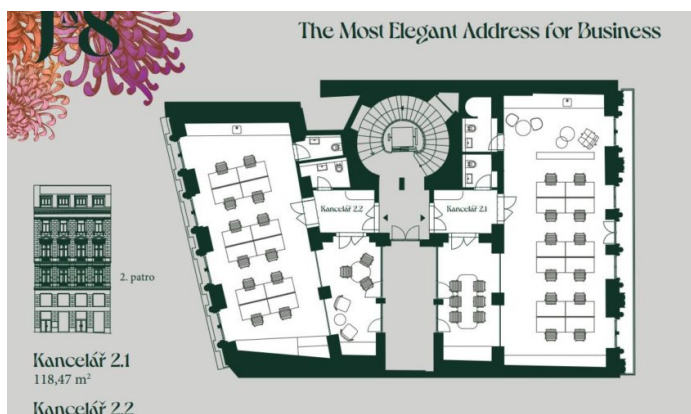 The Most Elegant Address for Business
Kancelář 2.2
Kancelář 2.1
2. patro
Kancelář 2.1
118,47 m²
Kancelář 2.2